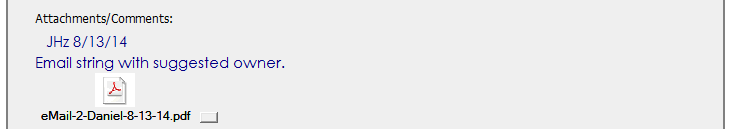 Attachments/Comments:
JHz 8/13/14
Email string with suggested owner.
eMail-2-Daniel-8-13-14.pdf